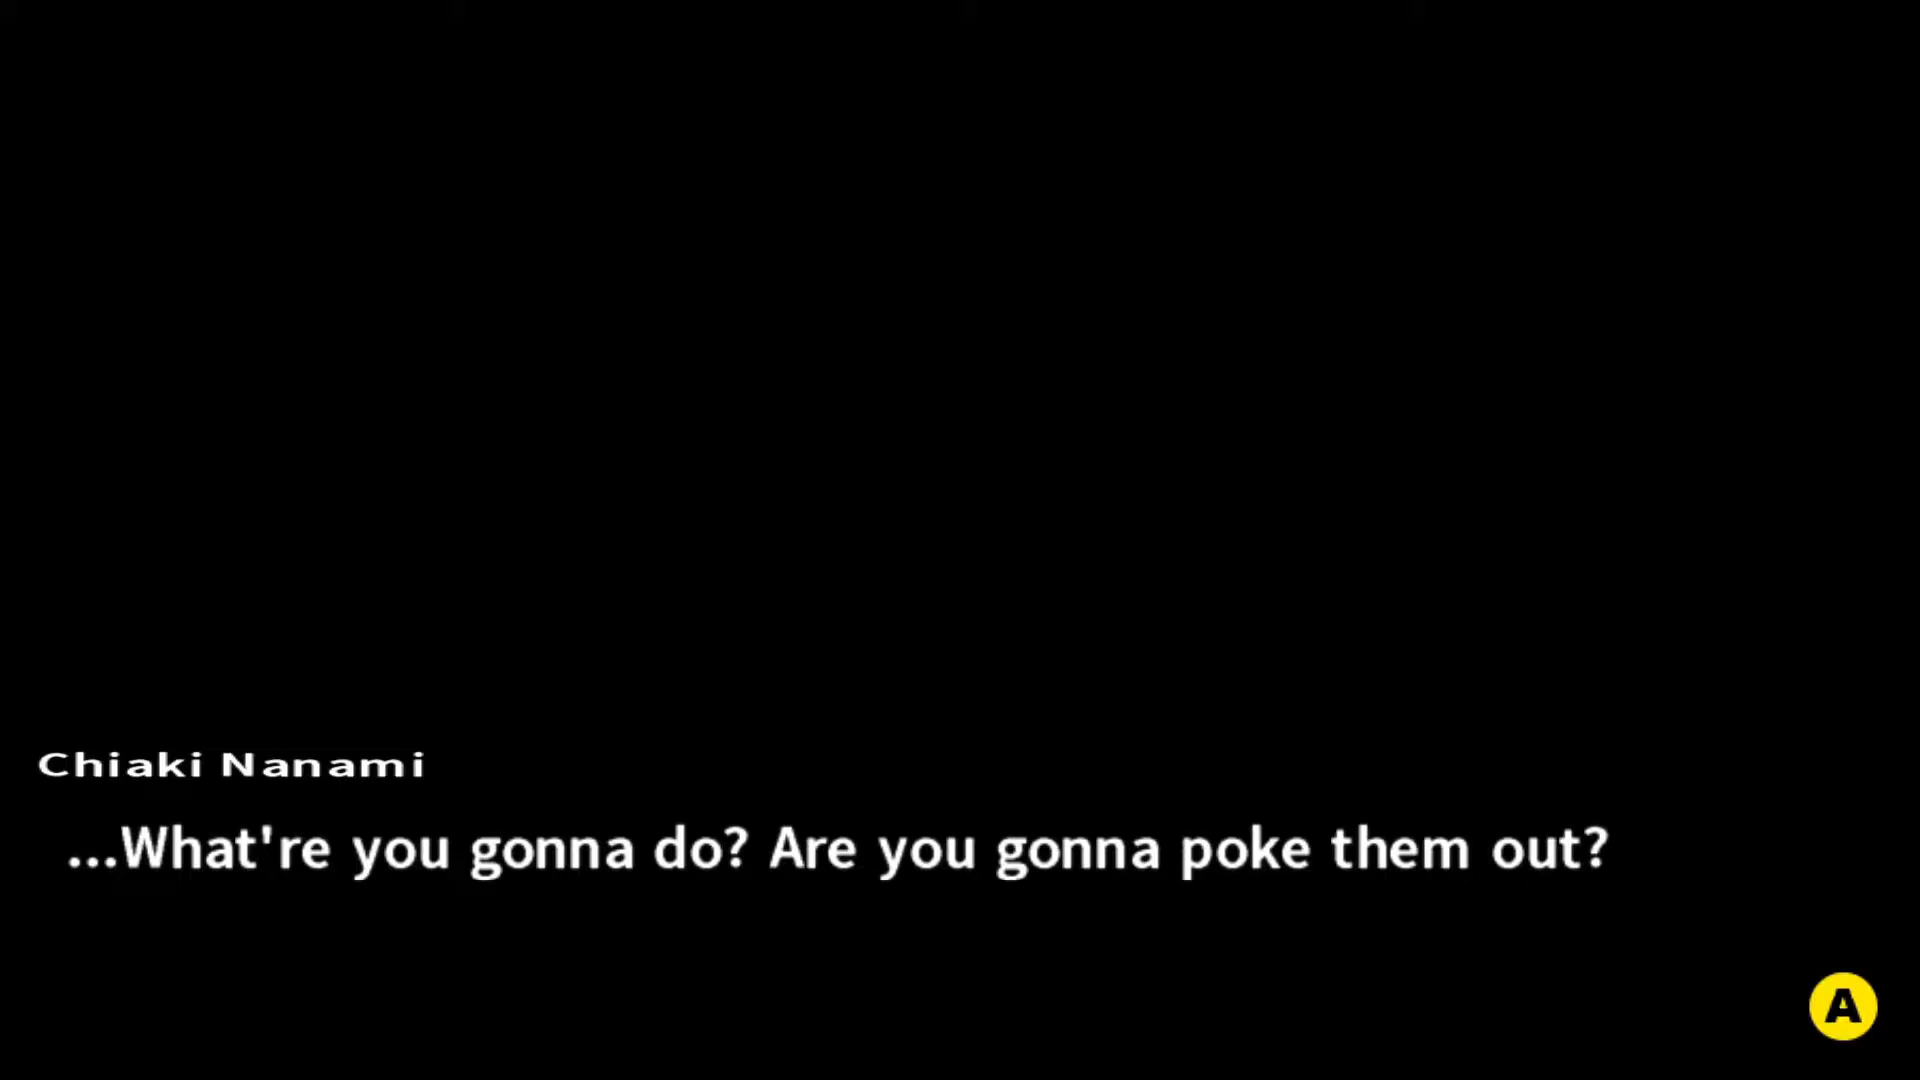 Chiaki Nanami
...What're you gonna do? Are you gonna poke them out?
A